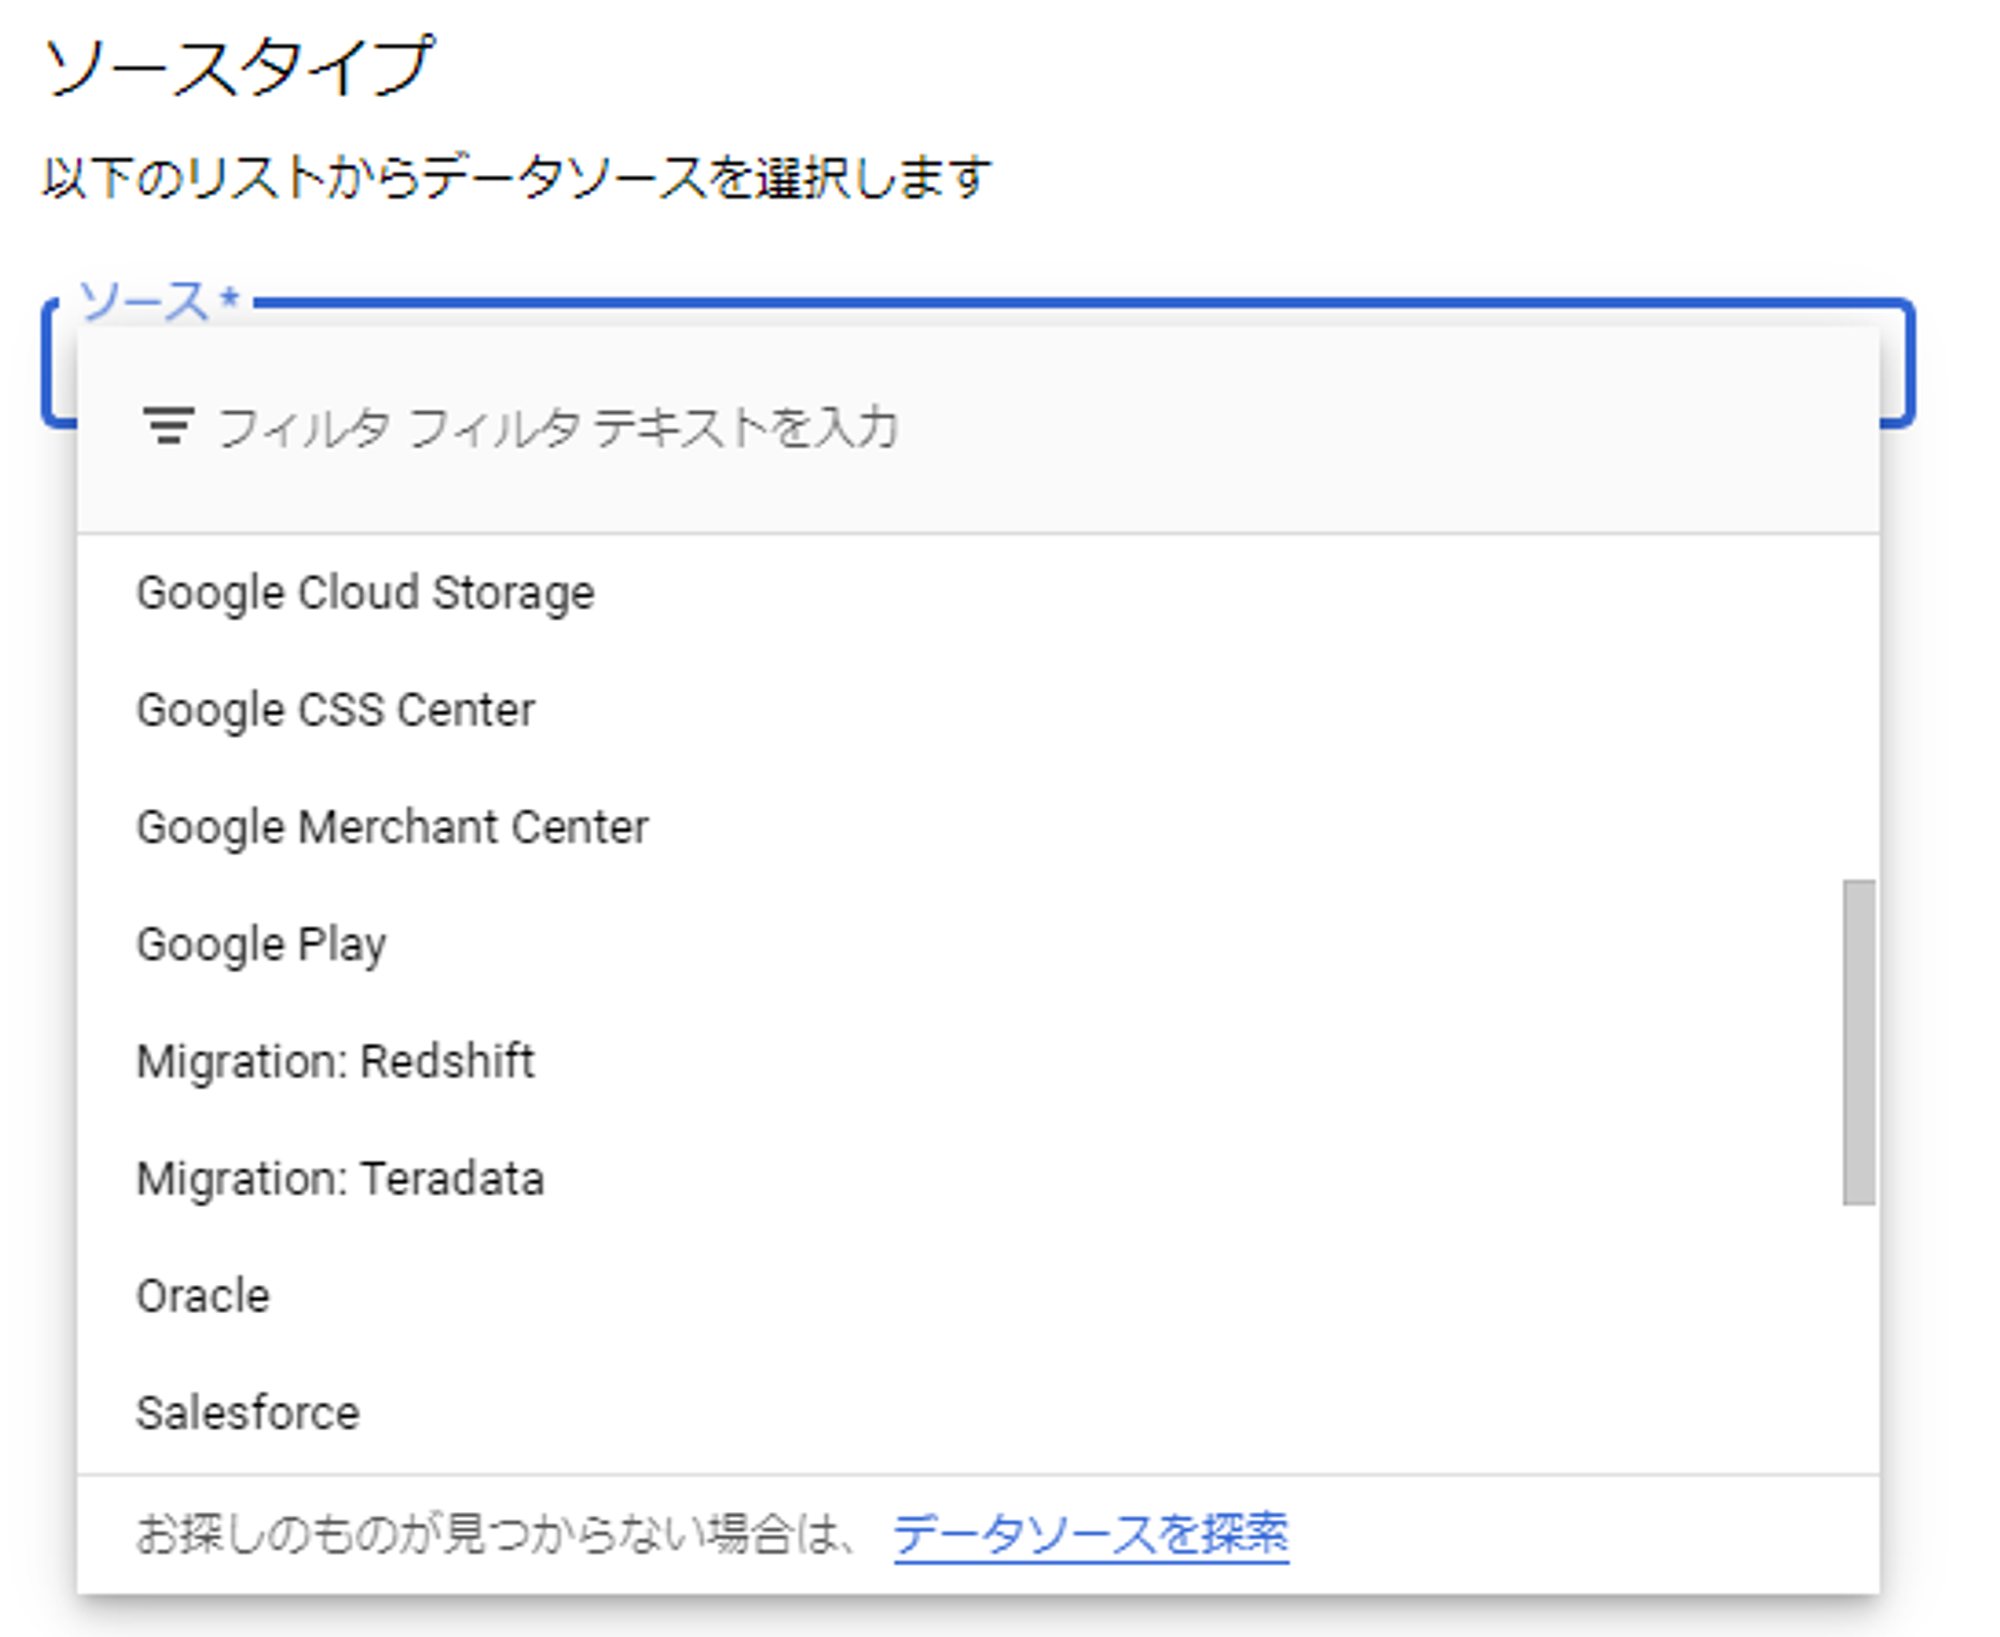 ソースタイプ
以下のリストからデータソースを選択します
ソース *
フィルタ フィルタ テキストを入力
Google Cloud Storage
Google CSS Center
Google Merchant Center
Google Play
Migration: Redshift
Migration: Teradata
Oracle
Salesforce
お探しのものが見つからない場合は、 データソースを探索